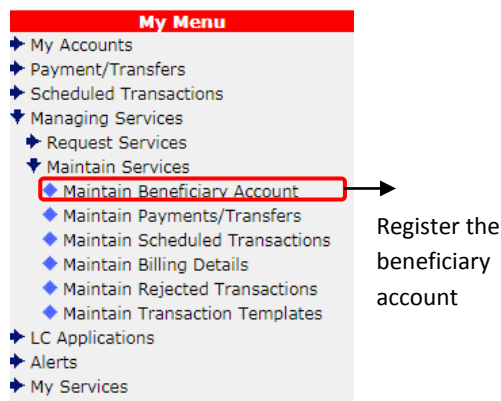 My Menu
My Accounts
Payment/Transfers
Scheduled Transactions
Managing Services
Request Services
Maintain Services
Maintain Beneficiary Account
Maintain Payments/Transfers
Maintain Scheduled Transactions
Maintain Billing Details
Maintain Rejected Transactions
Maintain Transaction Templates
LC Applications
Alerts
My Services
Register the
beneficiary
account